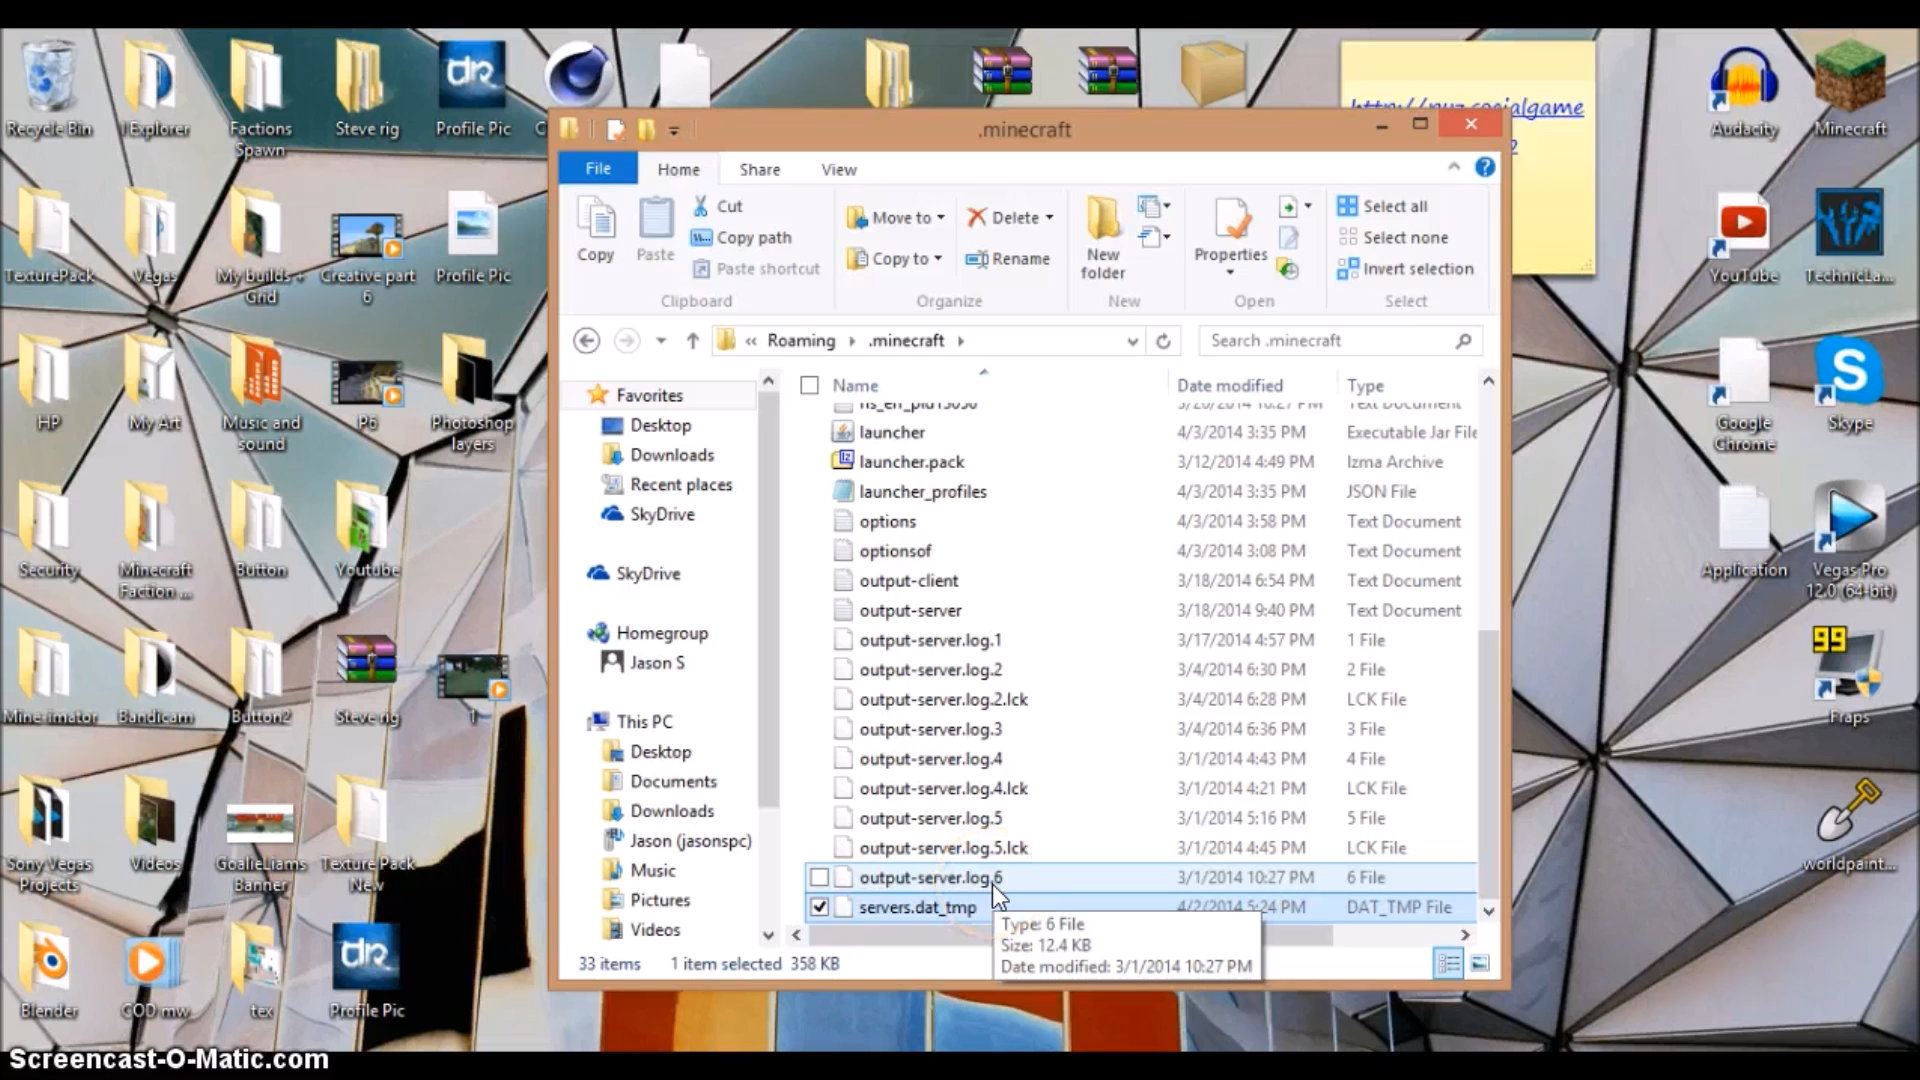 Recycle Bin
Factions Spawn
Steve rig
Profile Pic
Audacity
Minecraft
TexturePack
Vegas
My builds + Grid
Creative part 6
Profile Pic
YouTube
TechnicLa...
HP
My Art
Music and sound
P6
Photoshop layers
Google Chrome
Skype
Security
Minecraft Faction ...
Button
Youtube
Application
Vegas Pro 12.0 (64-bit)
Mine-imator
Bandicam
Button2
Steve rig
1
Fraps
Sony Vegas Projects
Videos
GoalieLiams Banner
Texture Pack New
worldpaint...
Blender
COD mw
tex
Profile Pic
.minecraft
File Home Share View
Copy
Paste
Cut
Copy path
Paste shortcut
Clipboard
Move to
Copy to
Delete
Rename
Organize
New folder
New
Properties
Open
Select all
Select none
Invert selection
Select
« Roaming .minecraft
Search .minecraft
Favorites
Desktop
Downloads
Recent places
SkyDrive
SkyDrive
Homegroup
Jason S
This PC
Desktop
Documents
Downloads
Jason (jasonspc)
Music
Pictures
Videos
Name Date modified Type
launcher 4/3/2014 3:35 PM Executable Jar File
launcher.pack 3/12/2014 4:49 PM lzma Archive
launcher_profiles 4/3/2014 3:35 PM JSON File
options 4/3/2014 3:58 PM Text Document
optionsof 4/3/2014 3:08 PM Text Document
output-client 3/18/2014 6:54 PM Text Document
output-server 3/18/2014 9:40 PM Text Document
output-server.log.1 3/17/2014 4:57 PM 1 File
output-server.log.2 3/4/2014 6:30 PM 2 File
output-server.log.2.lck 3/4/2014 6:28 PM LCK File
output-server.log.3 3/4/2014 6:36 PM 3 File
output-server.log.4 3/1/2014 4:43 PM 4 File
output-server.log.4.lck 3/1/2014 4:21 PM LCK File
output-server.log.5 3/1/2014 5:16 PM 5 File
output-server.log.5.lck 3/1/2014 4:45 PM LCK File
output-server.log.6 3/1/2014 10:27 PM 6 File
servers.dat_tmp 4/2/2014 5:24 PM DAT_TMP File
Type: 6 File
Size: 12.4 KB
Date modified: 3/1/2014 10:27 PM
33 items 1 item selected 358 KB
Screencast-O-Matic.com